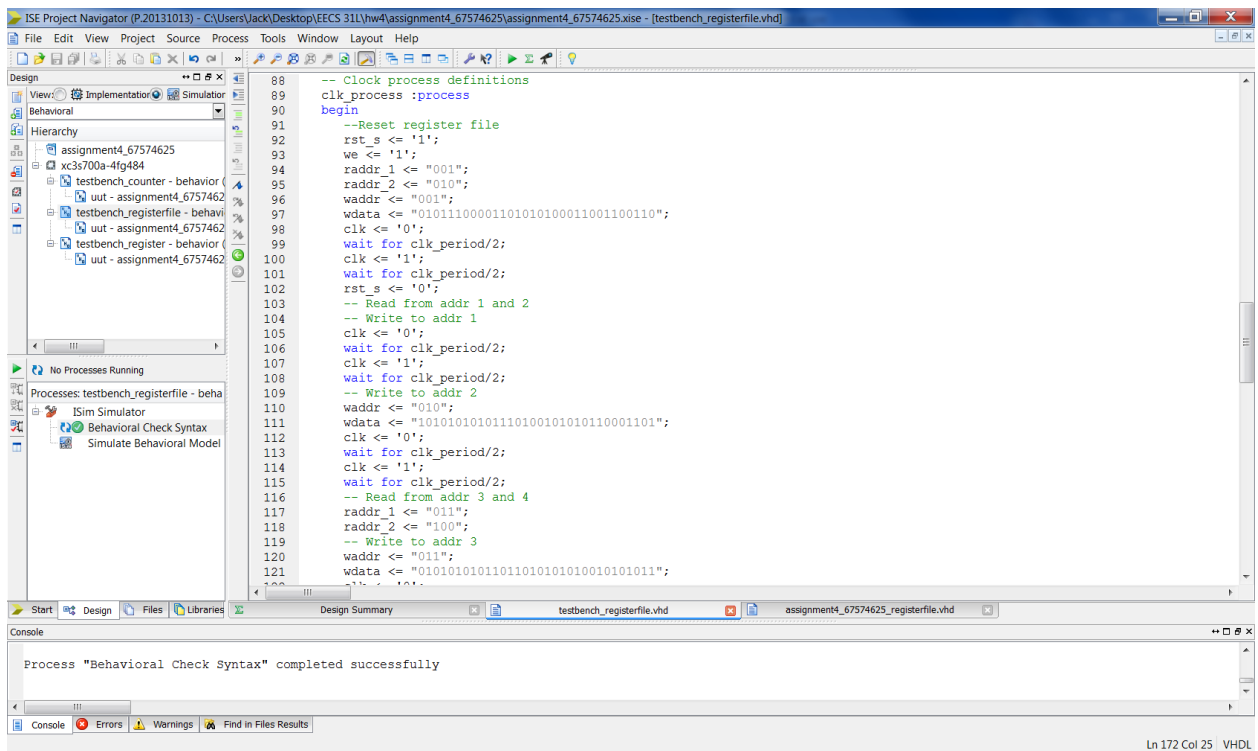 ISE Project Navigator (P.20131013) - C:\Users\Jack\Desktop\EECS 31L\hw4\assignment4_67574625\assignment4_67574625.xise - [testbench_registerfile.vhd]
File Edit View Project Source Process Tools Window Layout Help
Design
View: Implementation Simulation
Behavioral
Hierarchy
assignment4_67574625
xc3s700a-4fg484
testbench_counter - behavior (
uut - assignment4_6757462
testbench_registerfile - behavi
uut - assignment4_6757462
testbench_register - behavior (
uut - assignment4_6757462
No Processes Running
Processes: testbench_registerfile - beha
ISim Simulator
Behavioral Check Syntax
Simulate Behavioral Model
Start Design Files Libraries
88 -- Clock process definitions
89 clk_process :process
90 begin
91 --Reset register file
92 rst_s <= '1';
93 we <= '1';
94 raddr_1 <= "001";
95 raddr_2 <= "010";
96 waddr <= "001";
97 wdata <= "01011100001101010100011001100110";
98 clk <= '0';
99 wait for clk_period/2;
100 clk <= '1';
101 wait for clk_period/2;
102 rst_s <= '0';
103 -- Read from addr 1 and 2
104 -- Write to addr 1
105 clk <= '0';
106 wait for clk_period/2;
107 clk <= '1';
108 wait for clk_period/2;
109 -- Write to addr 2
110 waddr <= "010";
111 wdata <= "10101010101110100101010110001101";
112 clk <= '0';
113 wait for clk_period/2;
114 clk <= '1';
115 wait for clk_period/2;
116 -- Read from addr 3 and 4
117 raddr_1 <= "011";
118 raddr_2 <= "100";
119 -- Write to addr 3
120 waddr <= "011";
121 wdata <= "01010101011011010101010010101011";
Design Summary testbench_registerfile.vhd assignment4_67574625_registerfile.vhd
Console
Process "Behavioral Check Syntax" completed successfully
Console Errors Warnings Find in Files Results
Ln 172 Col 25 VHDL